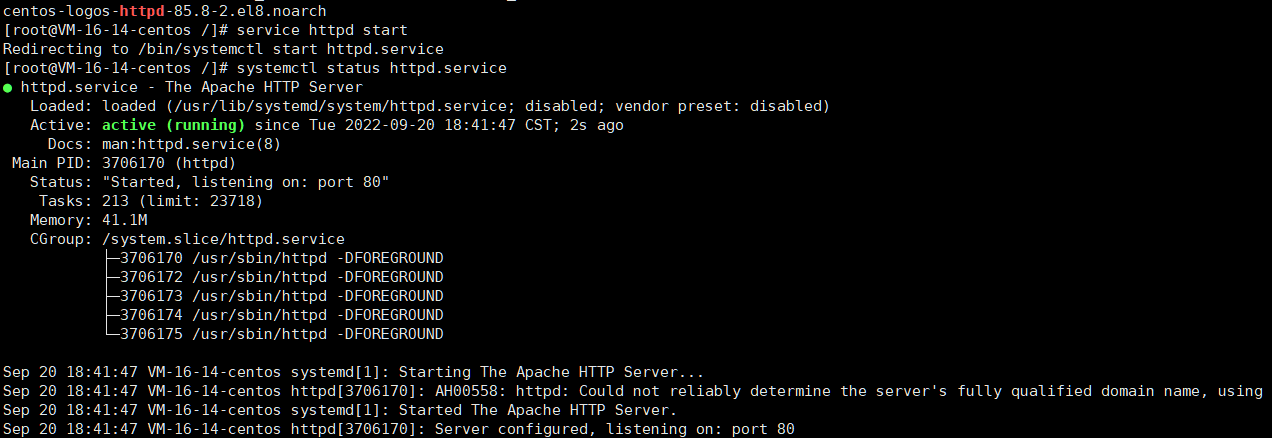 centos-logos-httpd-85.8-2.el8.noarch
[root@VM-16-14-centos /]# service httpd start
Redirecting to /bin/systemctl start httpd.service
[root@VM-16-14-centos /]# systemctl status httpd.service
● httpd.service - The Apache HTTP Server
   Loaded: loaded (/usr/lib/systemd/system/httpd.service; disabled; vendor preset: disabled)
   Active: active (running) since Tue 2022-09-20 18:41:47 CST; 2s ago
     Docs: man:httpd.service(8)
 Main PID: 3706170 (httpd)
   Status: "Started, listening on: port 80"
    Tasks: 213 (limit: 23718)
   Memory: 41.1M
   CGroup: /system.slice/httpd.service
           ├─3706170 /usr/sbin/httpd -DFOREGROUND
           ├─3706172 /usr/sbin/httpd -DFOREGROUND
           ├─3706173 /usr/sbin/httpd -DFOREGROUND
           ├─3706174 /usr/sbin/httpd -DFOREGROUND
           └─3706175 /usr/sbin/httpd -DFOREGROUND

Sep 20 18:41:47 VM-16-14-centos systemd[1]: Starting The Apache HTTP Server...
Sep 20 18:41:47 VM-16-14-centos httpd[3706170]: AH00558: httpd: Could not reliably determine the server's fully qualified domain name, using
Sep 20 18:41:47 VM-16-14-centos systemd[1]: Started The Apache HTTP Server.
Sep 20 18:41:47 VM-16-14-centos httpd[3706170]: Server configured, listening on: port 80